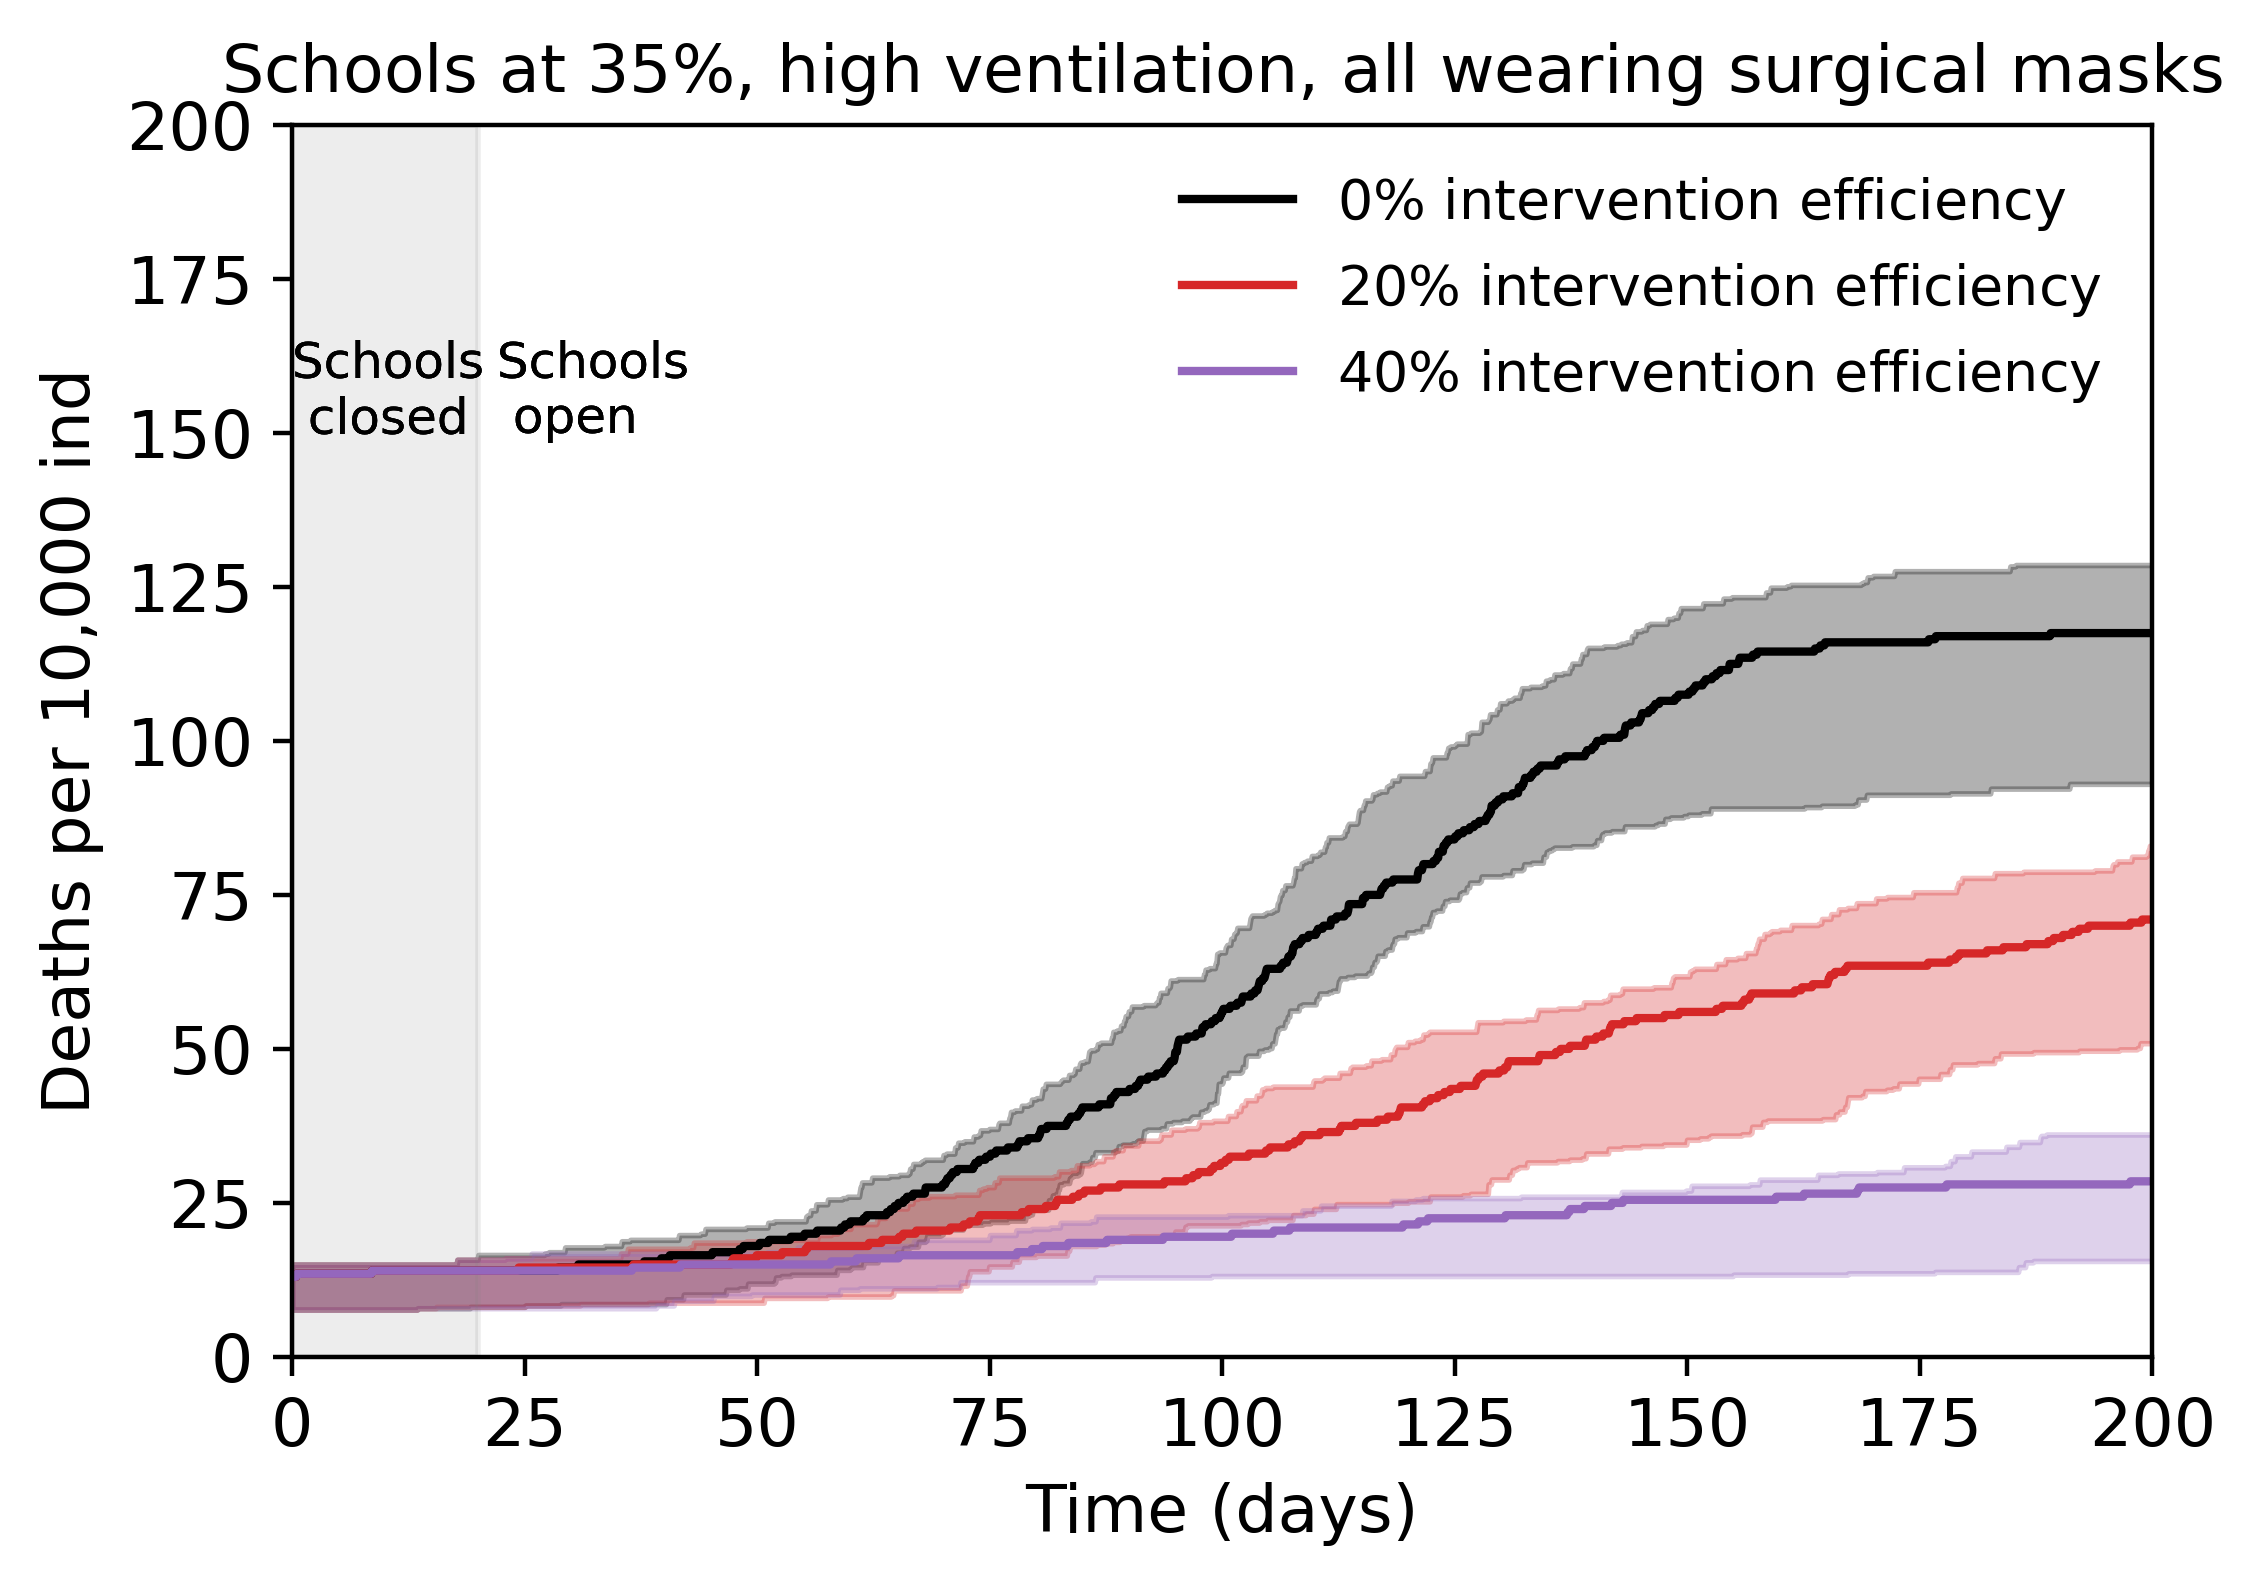 Schools at 35%, high ventilation, all wearing surgical masks
200
175
150
125
100
75
50
25
0
Deaths per 10,000 ind
Schools
closed
Schools
open
0% intervention efficiency
20% intervention efficiency
40% intervention efficiency
0 25 50 75 100 125 150 175 200
Time (days)